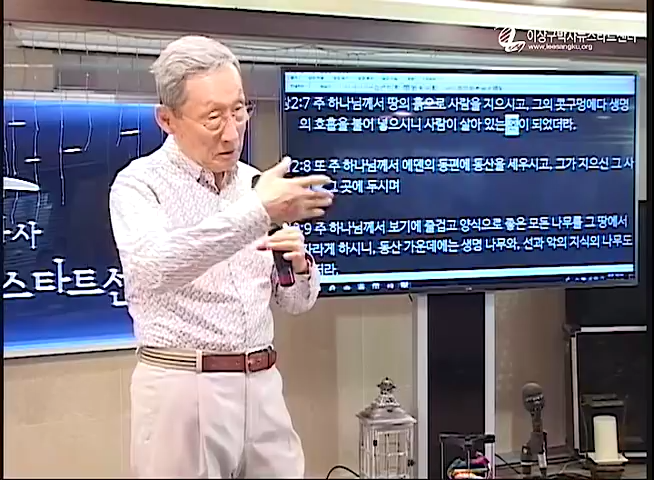 이상구박사뉴스타트센터
www.leesangku.org
창2:7 주 하나님께서 땅의 흙으로 사람을 지으시고, 그의 콧구멍에다 생명
의 호흡을 불어 넣으시니 사람이 살아 있는 혼이 되었더라.
2:8 또 주 하나님께서 에덴의 동편에 동산을 세우시고, 그가 지으신 그 사
그 곳에 두시며
2:9 주 하나님께서 보기에 즐겁고 양식으로 좋은 모든 나무를 그 땅에서
자라게 하시니, 동산 가운데에는 생명 나무와, 선과 악의 지식의 나무도
더라.
사
스타트센